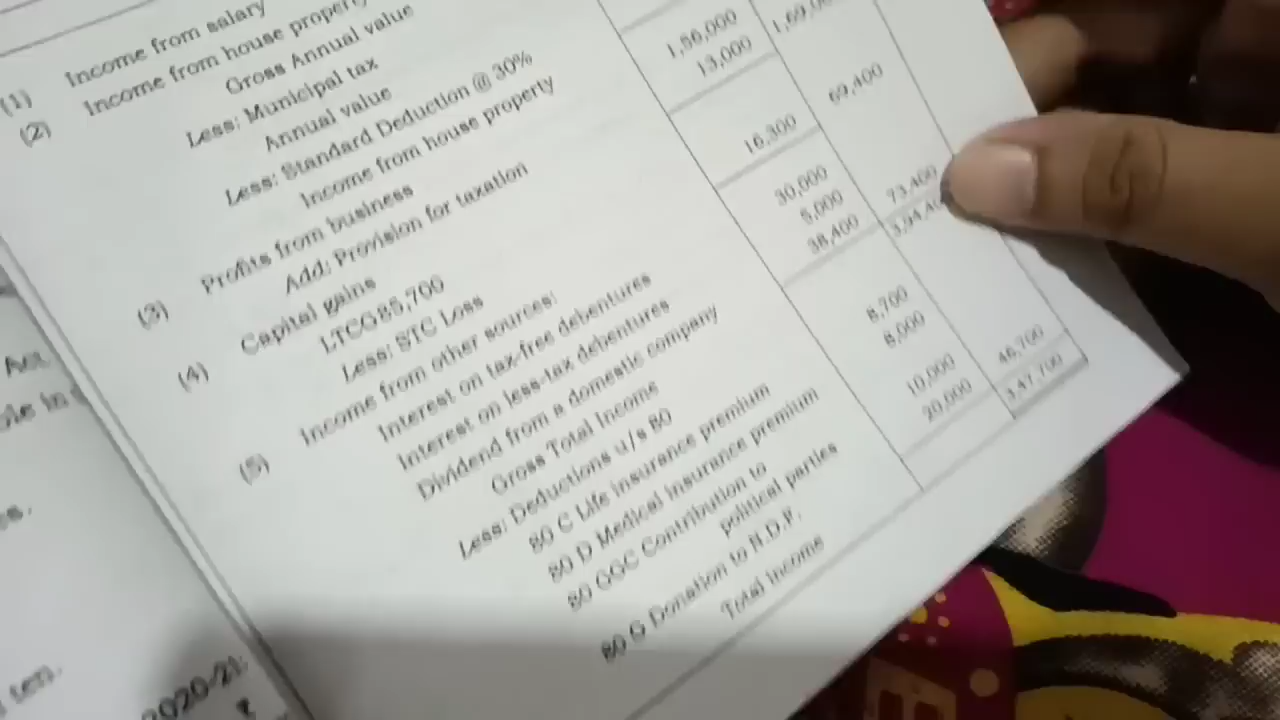 (1) Income from salary
(2) Income from house property
Gross Annual value
Less: Municipal tax
Annual value
Less: Standard Deduction @ 30%
Income from house property
(3) Profits from business 1,56,000
Add: Provision for taxation 13,000
(4) Capital gains
LTCG 85,700
Less: STC Loss 16,300 69,400
(5) Income from other sources:
Interest on tax-free debentures 30,000
Interest on less-tax debentures 5,000
Dividend from a domestic company 38,400 73,400
Gross Total Income
Less: Deductions u/s 80
80 C Life insurance premium 8,700
80 D Medical insurance premium 8,000
80 GGC Contribution to
political parties 10,000
80 G Donation to N.D.F. 20,000 46,700
Total income 3,47,700
2020-21: